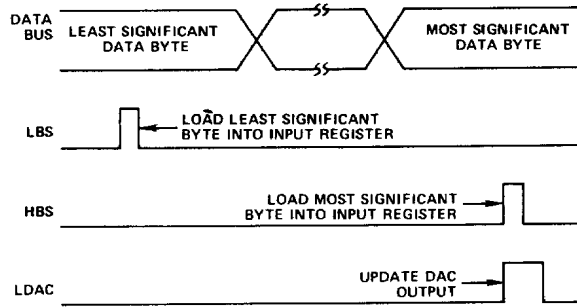 DATA
BUS
LEAST SIGNIFICANT
DATA BYTE
MOST SIGNIFICANT
DATA BYTE
LBS
LOAD LEAST SIGNIFICANT
BYTE INTO INPUT REGISTER
HBS
LOAD MOST SIGNIFICANT
BYTE INTO INPUT REGISTER
LDAC
UPDATE DAC
OUTPUT